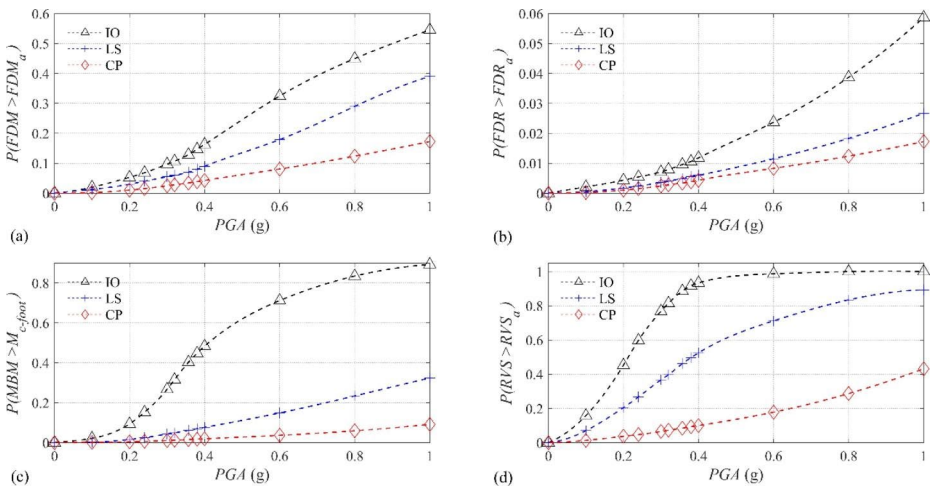 0.6
0.5
0.4
0.3
0.2
0.1
0
P(FDM>FDM_a)
IO
LS
CP
0 0.2 0.4 0.6 0.8 1
PGA (g)
(a)
0.06
0.05
0.04
0.03
0.02
0.01
0
P(FDR>FDR_a)
IO
LS
CP
0 0.2 0.4 0.6 0.8 1
PGA (g)
(b)
0.8
0.6
0.4
0.2
0
P(MBM>M_c-foot)
IO
LS
CP
0 0.2 0.4 0.6 0.8 1
PGA (g)
(c)
1
0.8
0.6
0.4
0.2
0
P(RVS>RVS_a)
IO
LS
CP
0 0.2 0.4 0.6 0.8 1
PGA (g)
(d)